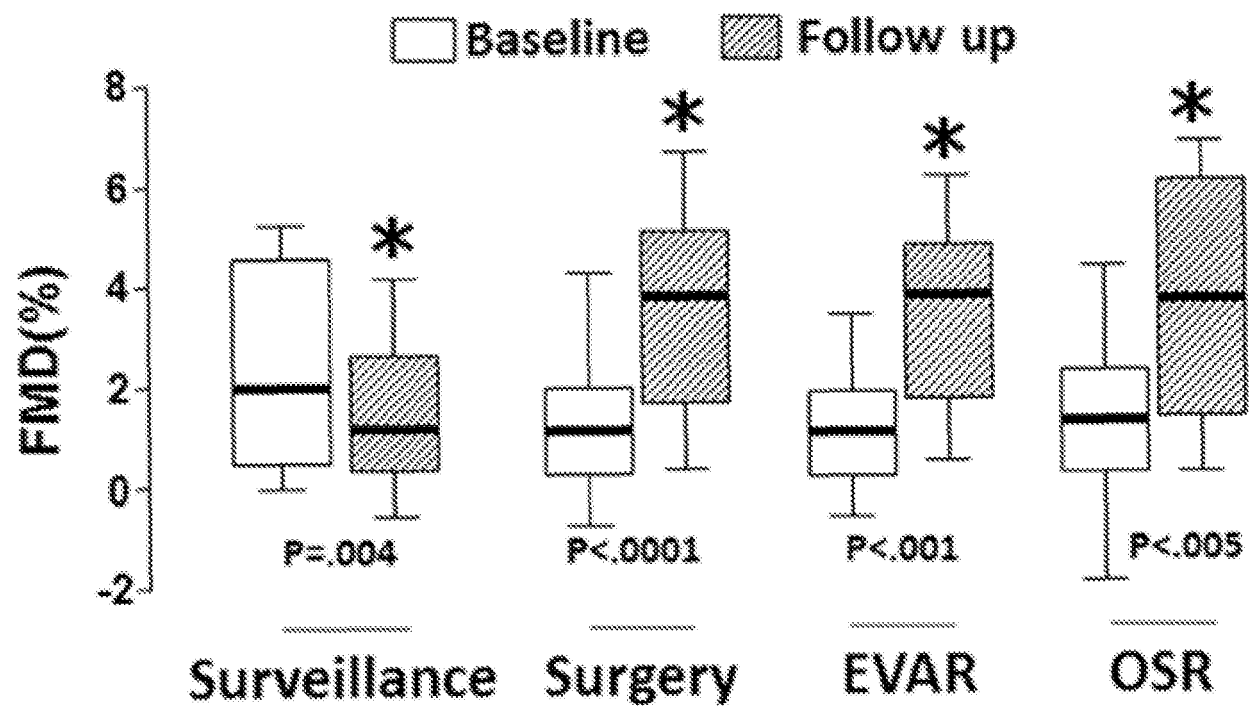 Baseline Follow up
8
6
4
2
0
-2
FMD(%)
* * * *
P=.004 P<.0001 P<.001 P<.005
Surveillance Surgery EVAR OSR